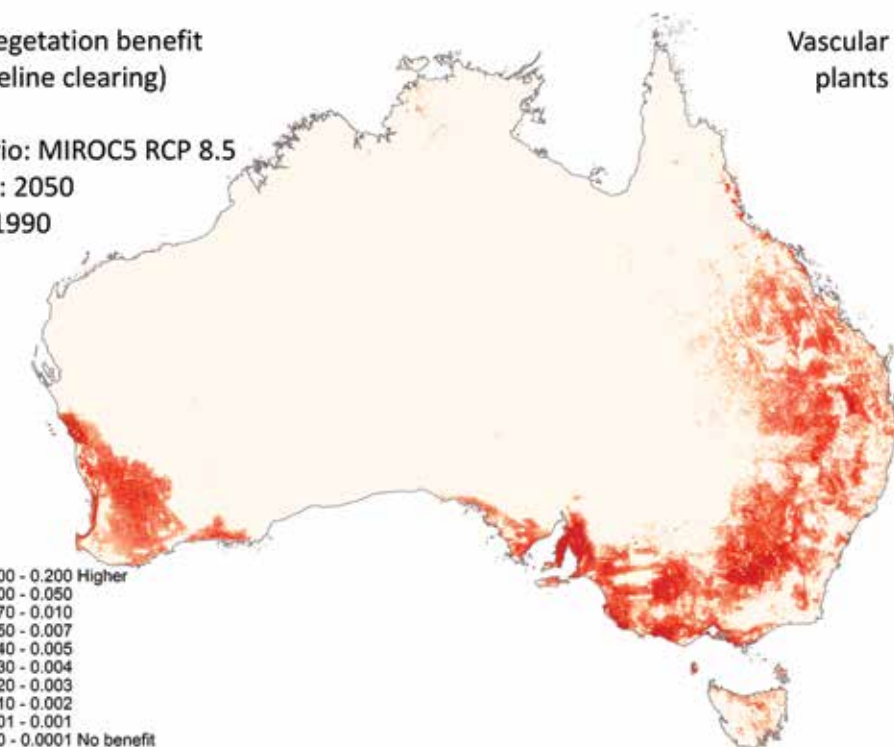 egetation benefit
eline clearing)
rio: MIROC5 RCP 8.5
: 2050
1990
Vascular
plants
00 - 0.200 Higher
00 - 0.050
70 - 0.010
50 - 0.007
40 - 0.005
30 - 0.004
20 - 0.003
10 - 0.002
01 - 0.001
0 - 0.0001 No benefit